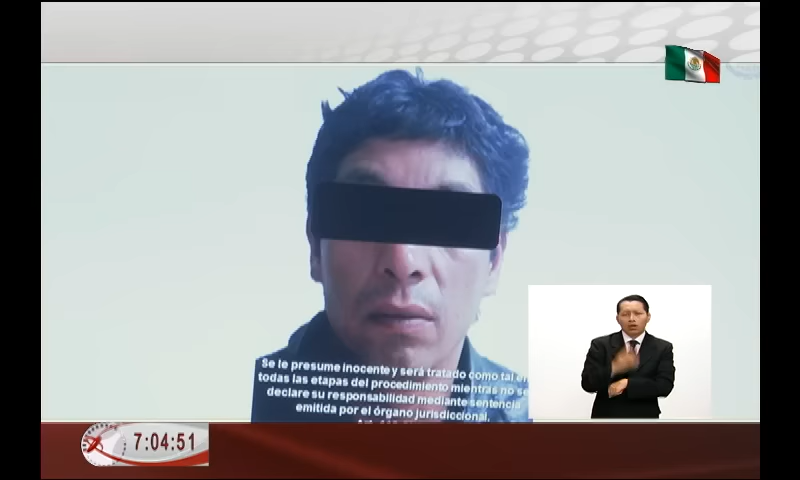 Se le presume inocente y será tratado como tal en
todas las etapas del procedimiento mientras no se
declare su responsabilidad mediante sentencia
emitida por el órgano jurisdiccional.
7:04:51